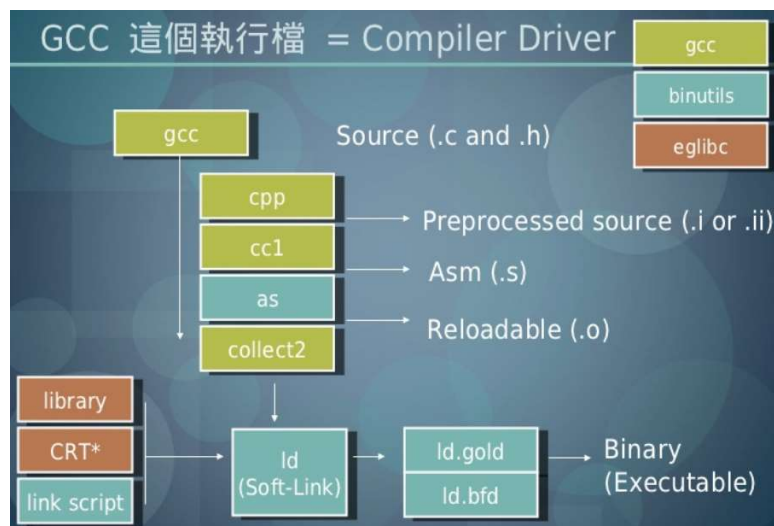 GCC 這個執行檔 = Compiler Driver
gcc
binutils
eglibc
gcc
Source (.c and .h)
cpp
Preprocessed source (.i or .ii)
cc1
Asm (.s)
as
Reloadable (.o)
collect2
library
CRT*
link script
ld
(Soft-Link)
ld.gold
ld.bfd
Binary
(Executable)